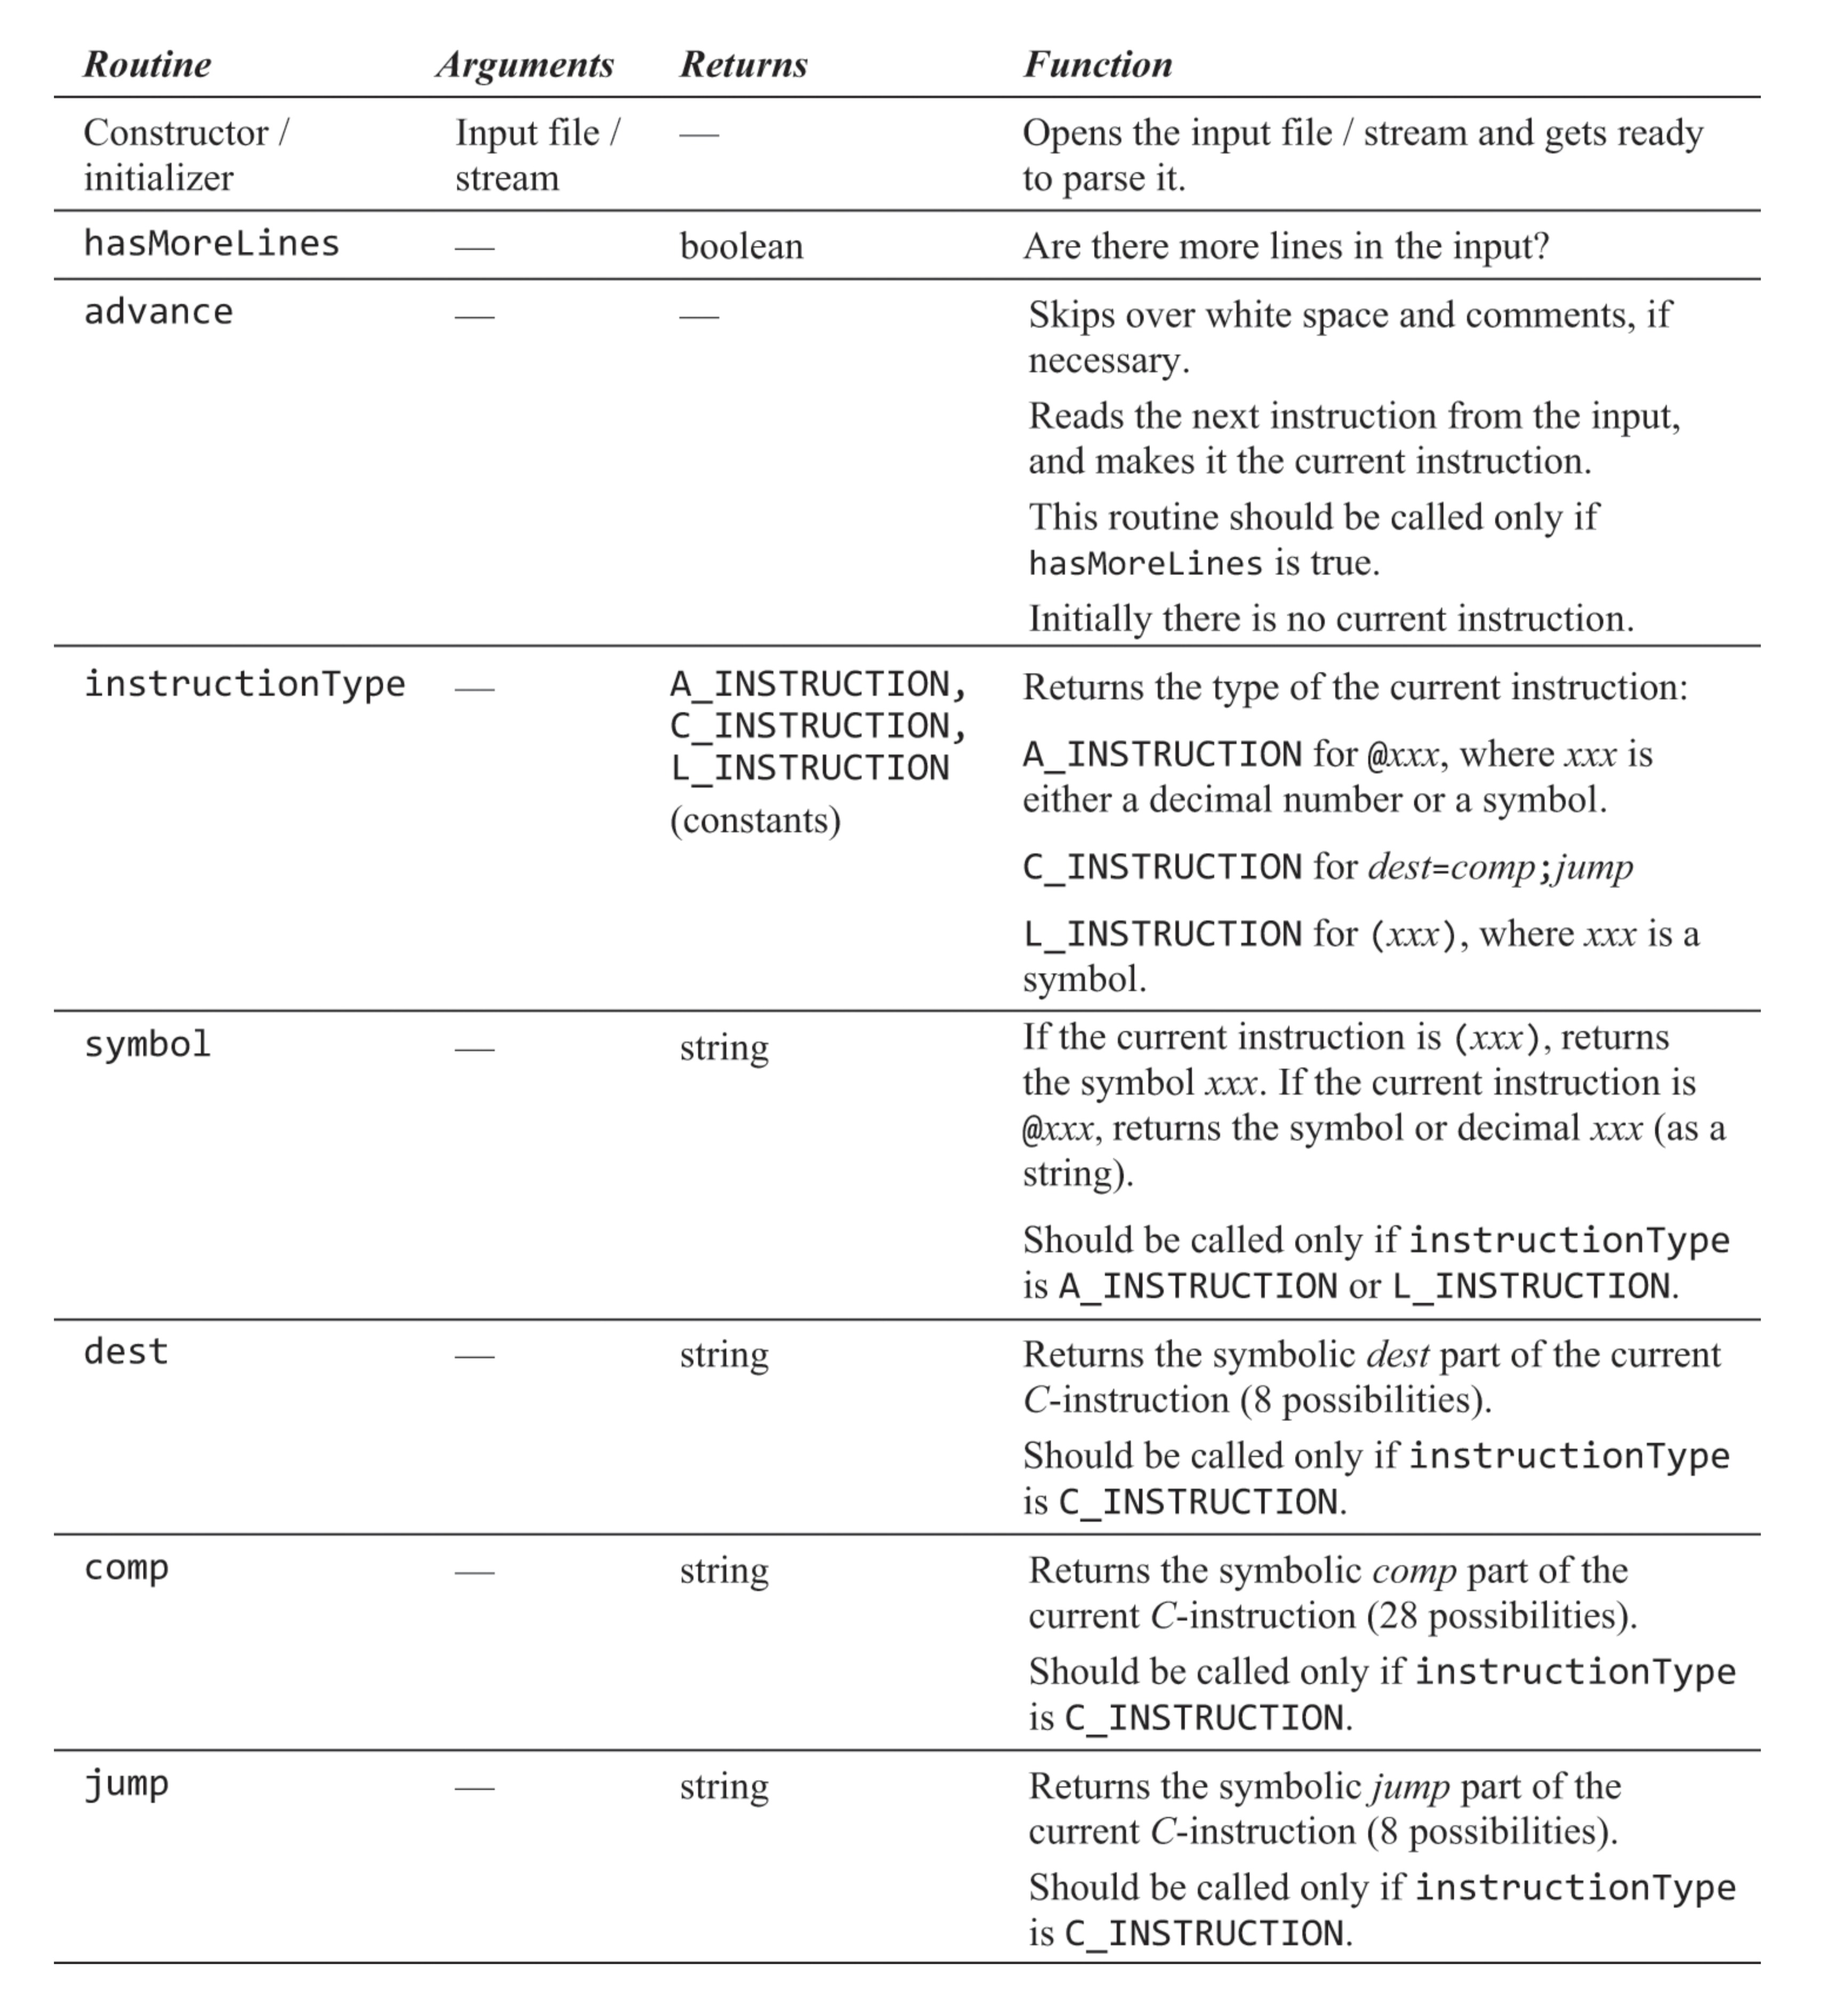 Routine Arguments Returns Function
Constructor / Input file / — Opens the input file / stream and gets ready
initializer stream to parse it.
hasMoreLines — boolean Are there more lines in the input?
advance — — Skips over white space and comments, if
necessary.
Reads the next instruction from the input,
and makes it the current instruction.
This routine should be called only if
hasMoreLines is true.
Initially there is no current instruction.
instructionType — A_INSTRUCTION, Returns the type of the current instruction:
C_INSTRUCTION,
L_INSTRUCTION A_INSTRUCTION for @xxx, where xxx is
(constants) either a decimal number or a symbol.
C_INSTRUCTION for dest=comp;jump
L_INSTRUCTION for (xxx), where xxx is a
symbol.
symbol — string If the current instruction is (xxx), returns
the symbol xxx. If the current instruction is
@xxx, returns the symbol or decimal xxx (as a
string).
Should be called only if instructionType
is A_INSTRUCTION or L_INSTRUCTION.
dest — string Returns the symbolic dest part of the current
C-instruction (8 possibilities).
Should be called only if instructionType
is C_INSTRUCTION.
comp — string Returns the symbolic comp part of the
current C-instruction (28 possibilities).
Should be called only if instructionType
is C_INSTRUCTION.
jump — string Returns the symbolic jump part of the
current C-instruction (8 possibilities).
Should be called only if instructionType
is C_INSTRUCTION.